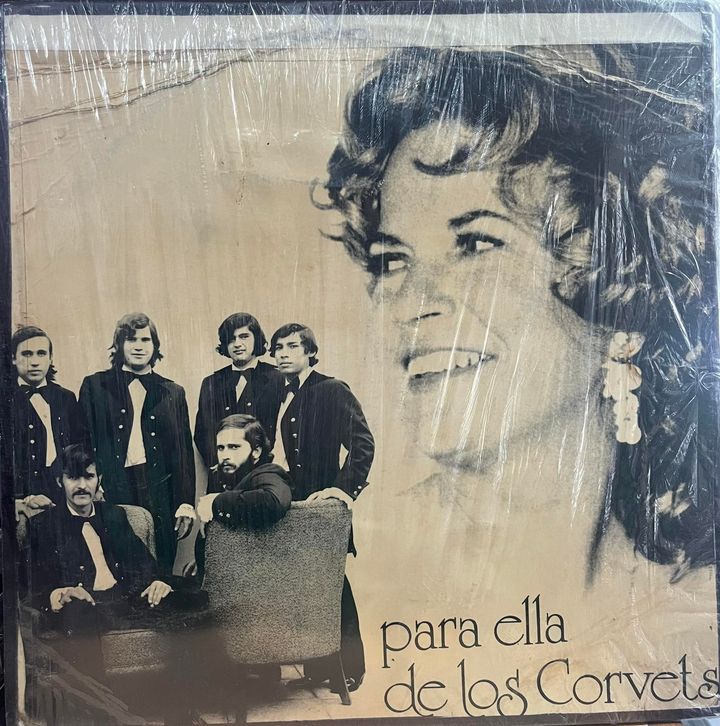 para ella
de los Corvets